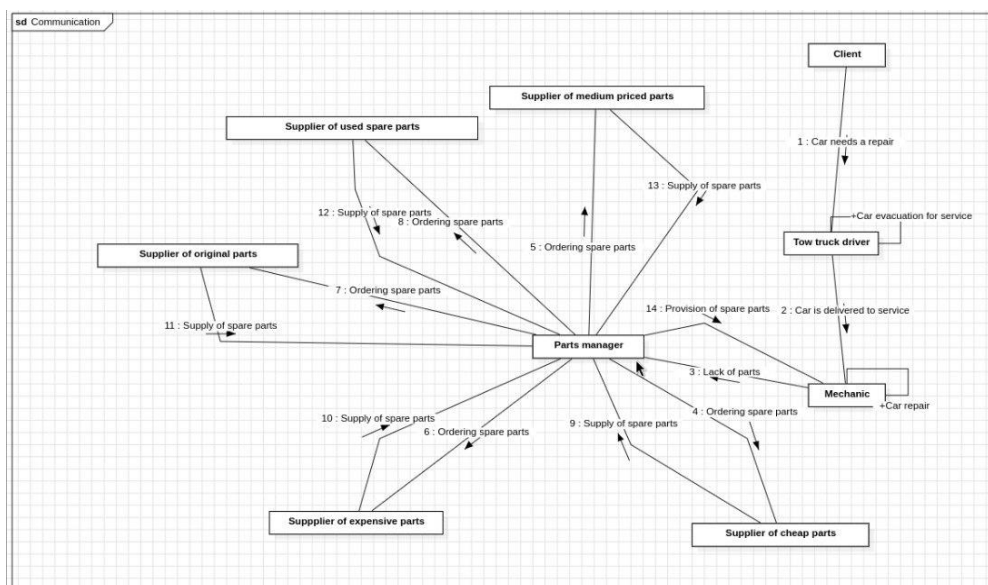 sd Communication
Client
Supplier of medium priced parts
Supplier of used spare parts
1 : Car needs a repair
13 : Supply of spare parts
12 : Supply of spare parts
8 : Ordering spare parts
+Car evacuation for service
5 : Ordering spare parts
Tow truck driver
Supplier of original parts
7 : Ordering spare parts
14 : Provision of spare parts
2 : Car is delivered to service
11 : Supply of spare parts
Parts manager
3 : Lack of parts
Mechanic
+Car repair
10 : Supply of spare parts
6 : Ordering spare parts
9 : Supply of spare parts
4 : Ordering spare parts
Suppplier of expensive parts
Supplier of cheap parts